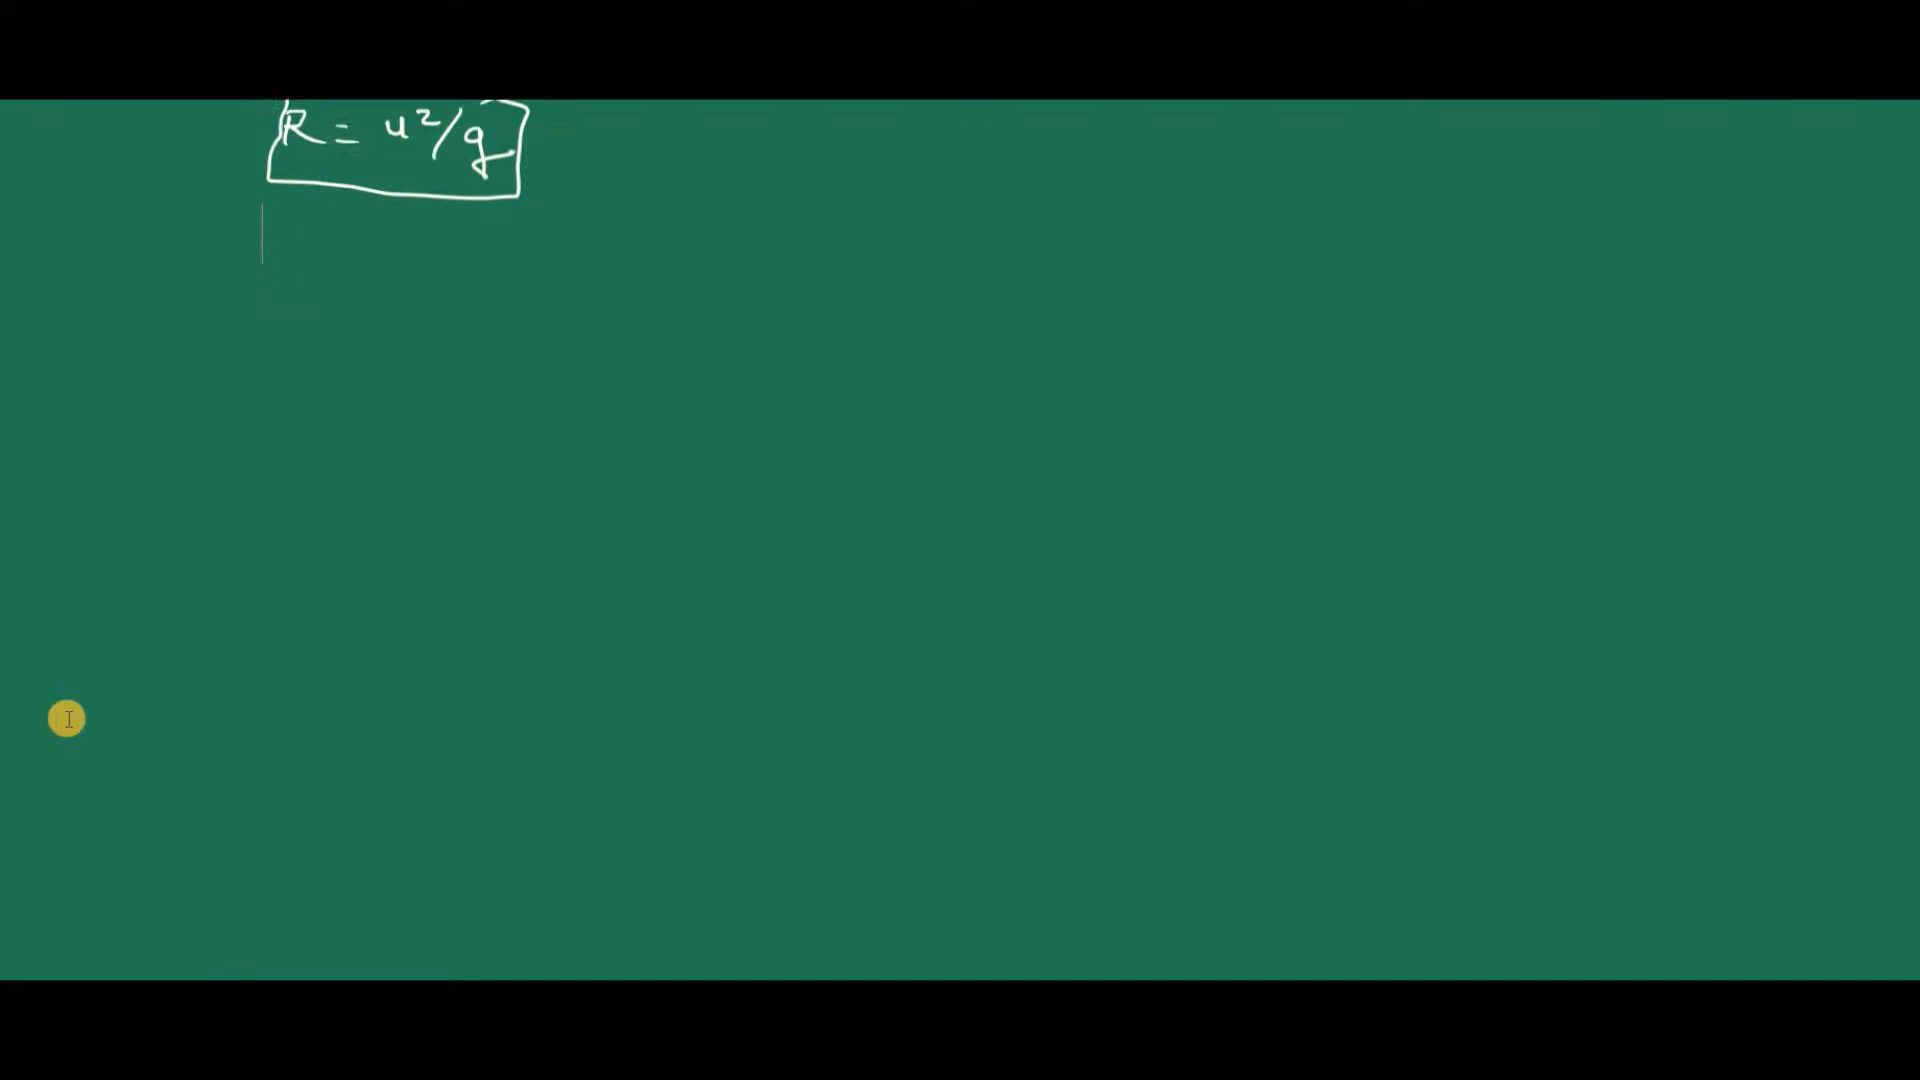 R = u²/g